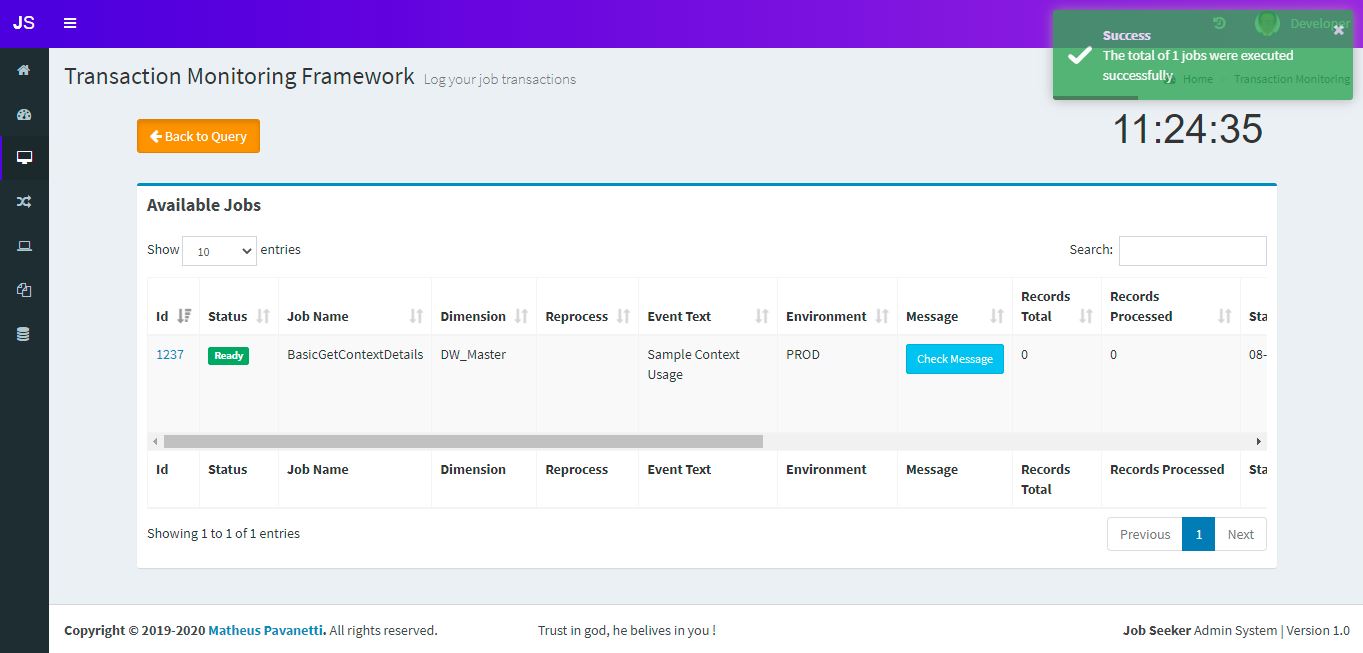 JS
Developer
Success
The total of 1 jobs were executed
successfully.
Transaction Monitoring Framework Log your job transactions
Home Transaction Monitoring
Back to Query
11:24:35
Available Jobs
Show 10 entries
Search:
Id Status Job Name Dimension Reprocess Event Text Environment Message Records Total Records Processed Sta
1237 Ready BasicGetContextDetails DW_Master Sample Context Usage PROD Check Message 0 0 08-
Id Status Job Name Dimension Reprocess Event Text Environment Message Records Total Records Processed Sta
Showing 1 to 1 of 1 entries
Previous 1 Next
Copyright © 2019-2020 Matheus Pavanetti. All rights reserved.
Trust in god, he belives in you !
Job Seeker Admin System | Version 1.0